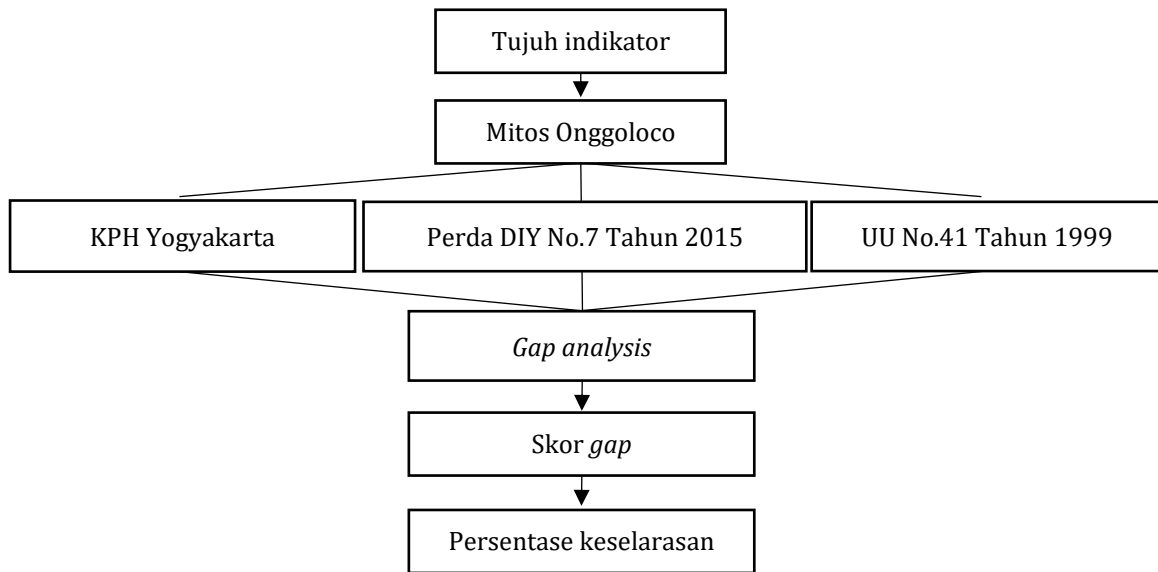 Tujuh indikator
Mitos Onggoloco
KPH Yogyakarta
Perda DIY No.7 Tahun 2015
UU No.41 Tahun 1999
Gap analysis
Skor gap
Persentase keselarasan